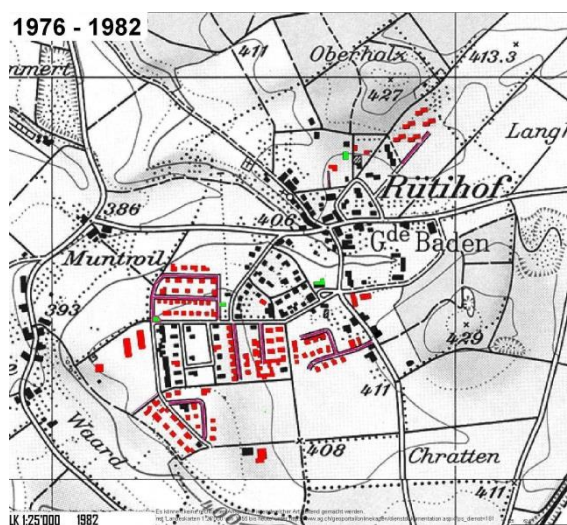 1976 - 1982
411
Oberholz
413.3
427
Langh
Rütihof
386
406
Gde Baden
Muntwil
393
429
411
Waard
408
Chratten
411
LK 1:25'000 1982